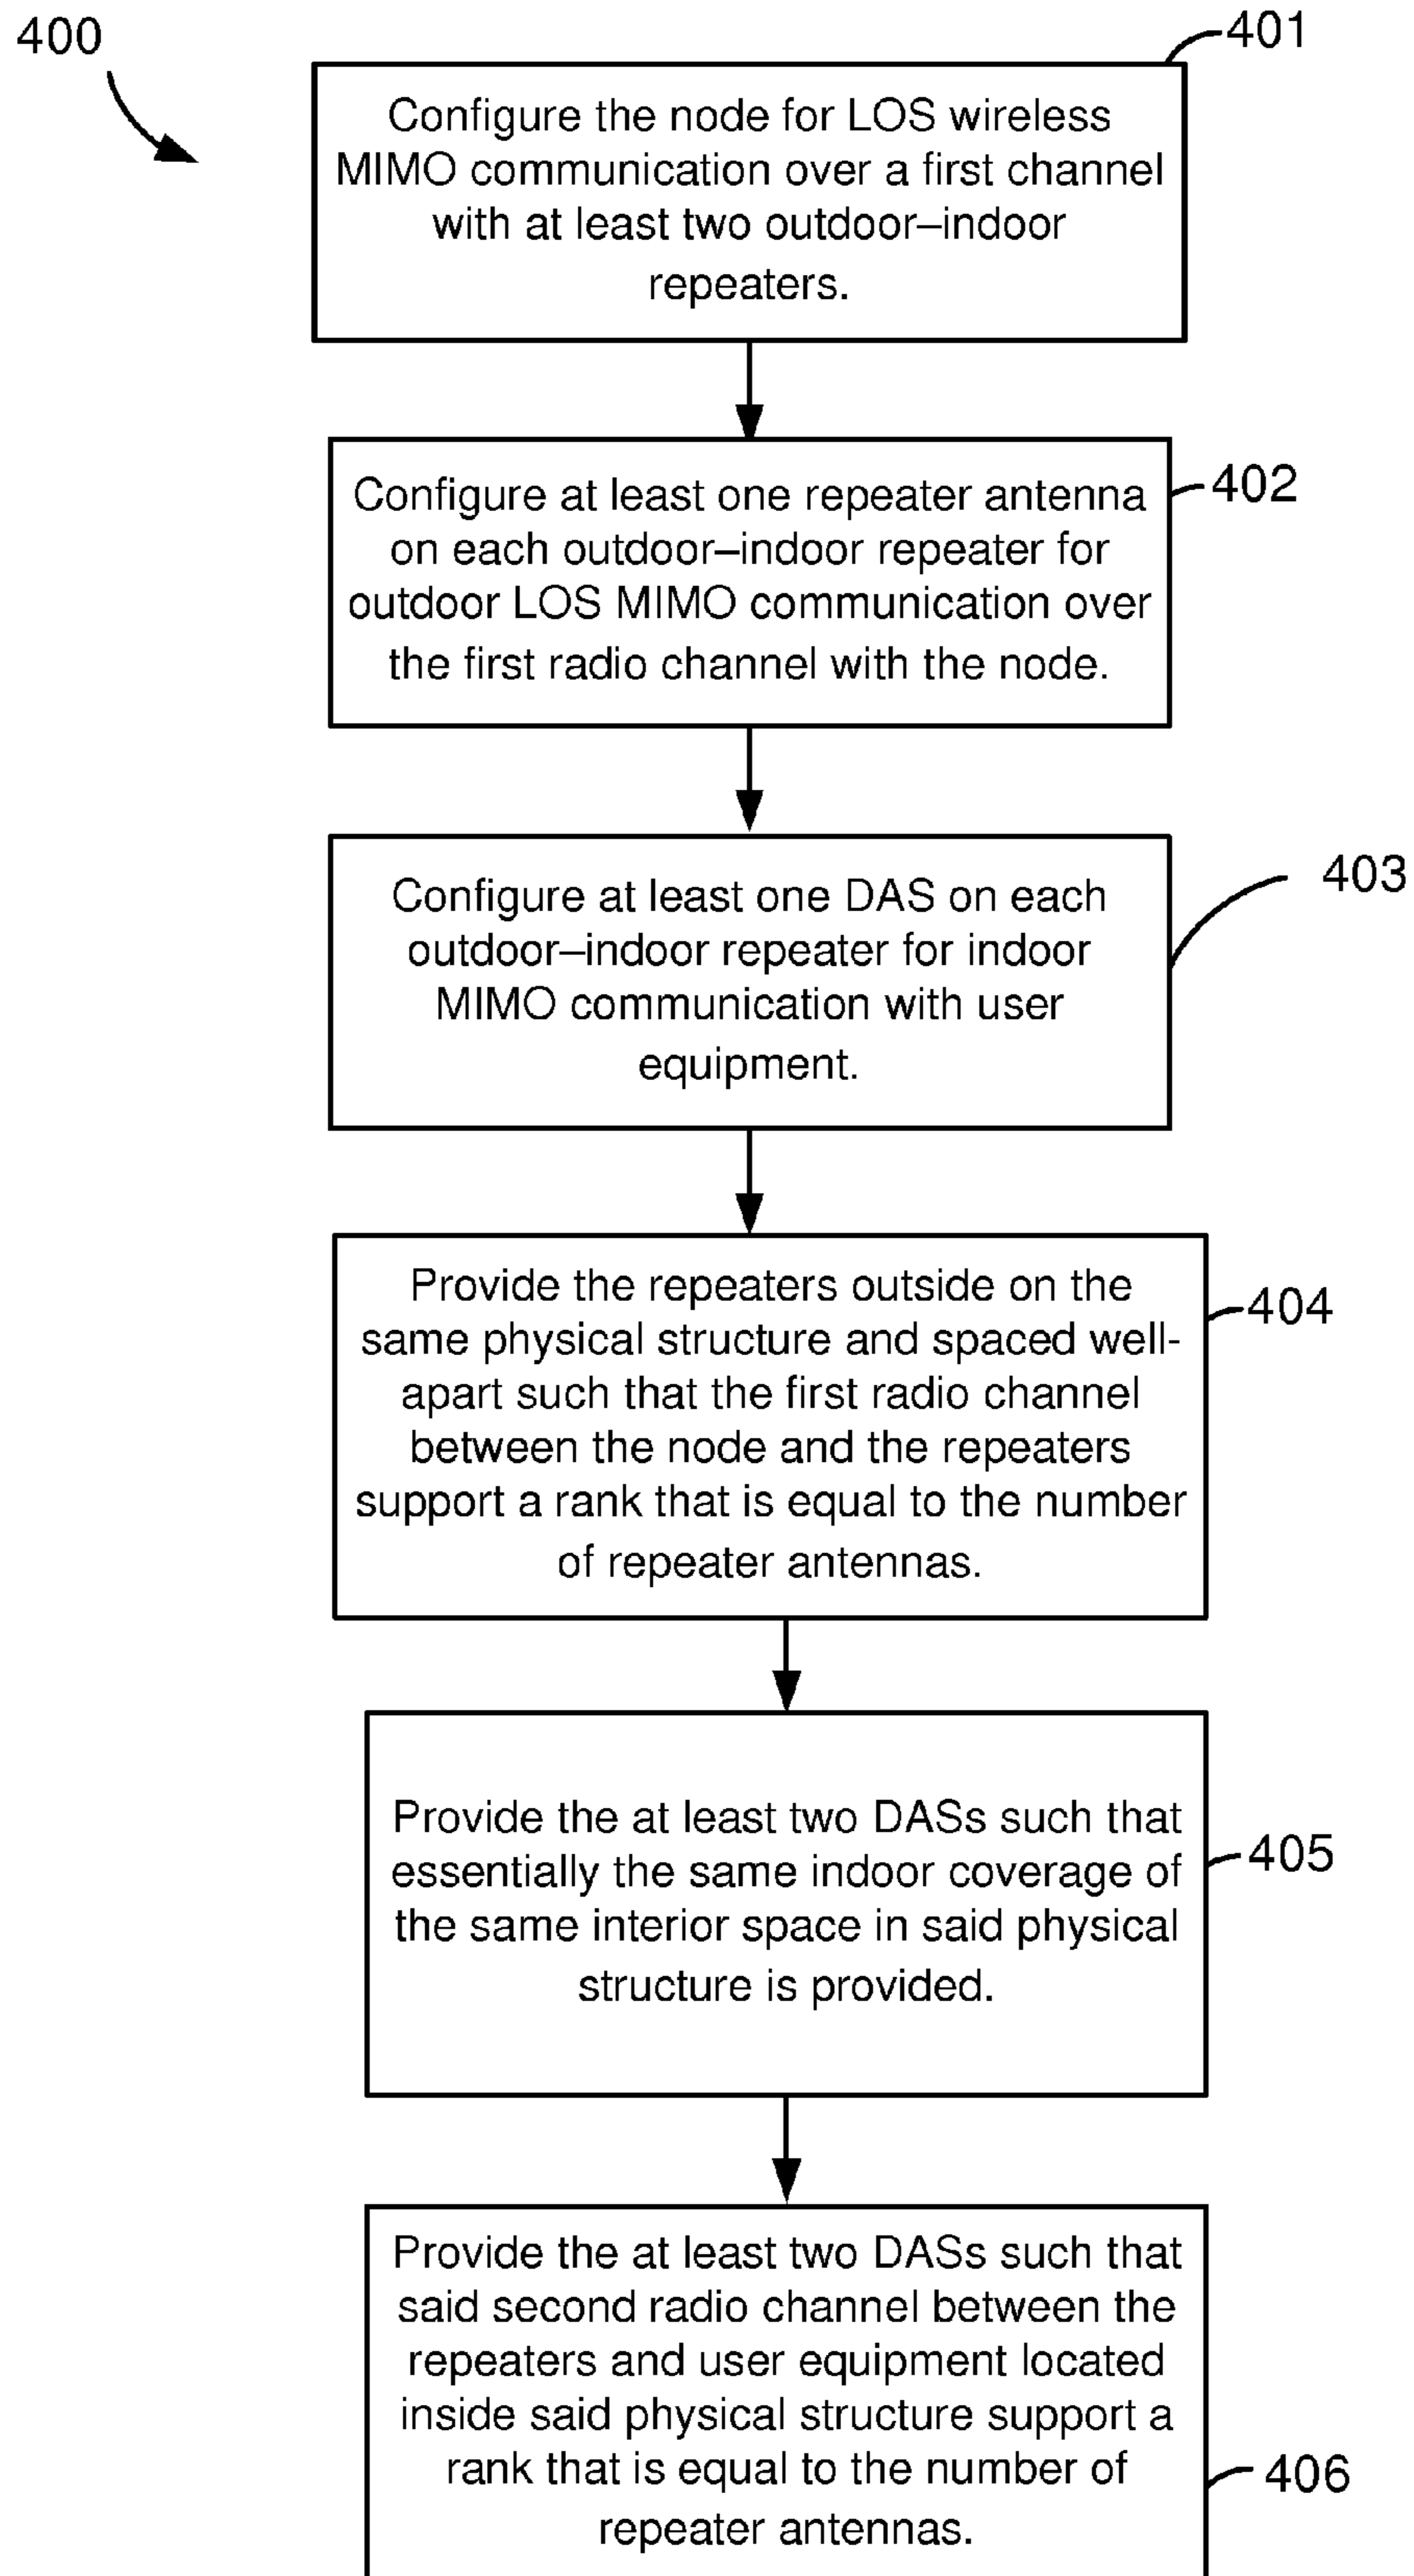 400
401
Configure the node for LOS wireless
MIMO communication over a first channel
with at least two outdoor–indoor
repeaters.
402
Configure at least one repeater antenna
on each outdoor–indoor repeater for
outdoor LOS MIMO communication over
the first radio channel with the node.
403
Configure at least one DAS on each
outdoor–indoor repeater for indoor
MIMO communication with user
equipment.
404
Provide the repeaters outside on the
same physical structure and spaced well-
apart such that the first radio channel
between the node and the repeaters
support a rank that is equal to the number
of repeater antennas.
405
Provide the at least two DASs such that
essentially the same indoor coverage of
the same interior space in said physical
structure is provided.
406
Provide the at least two DASs such that
said second radio channel between the
repeaters and user equipment located
inside said physical structure support a
rank that is equal to the number of
repeater antennas.